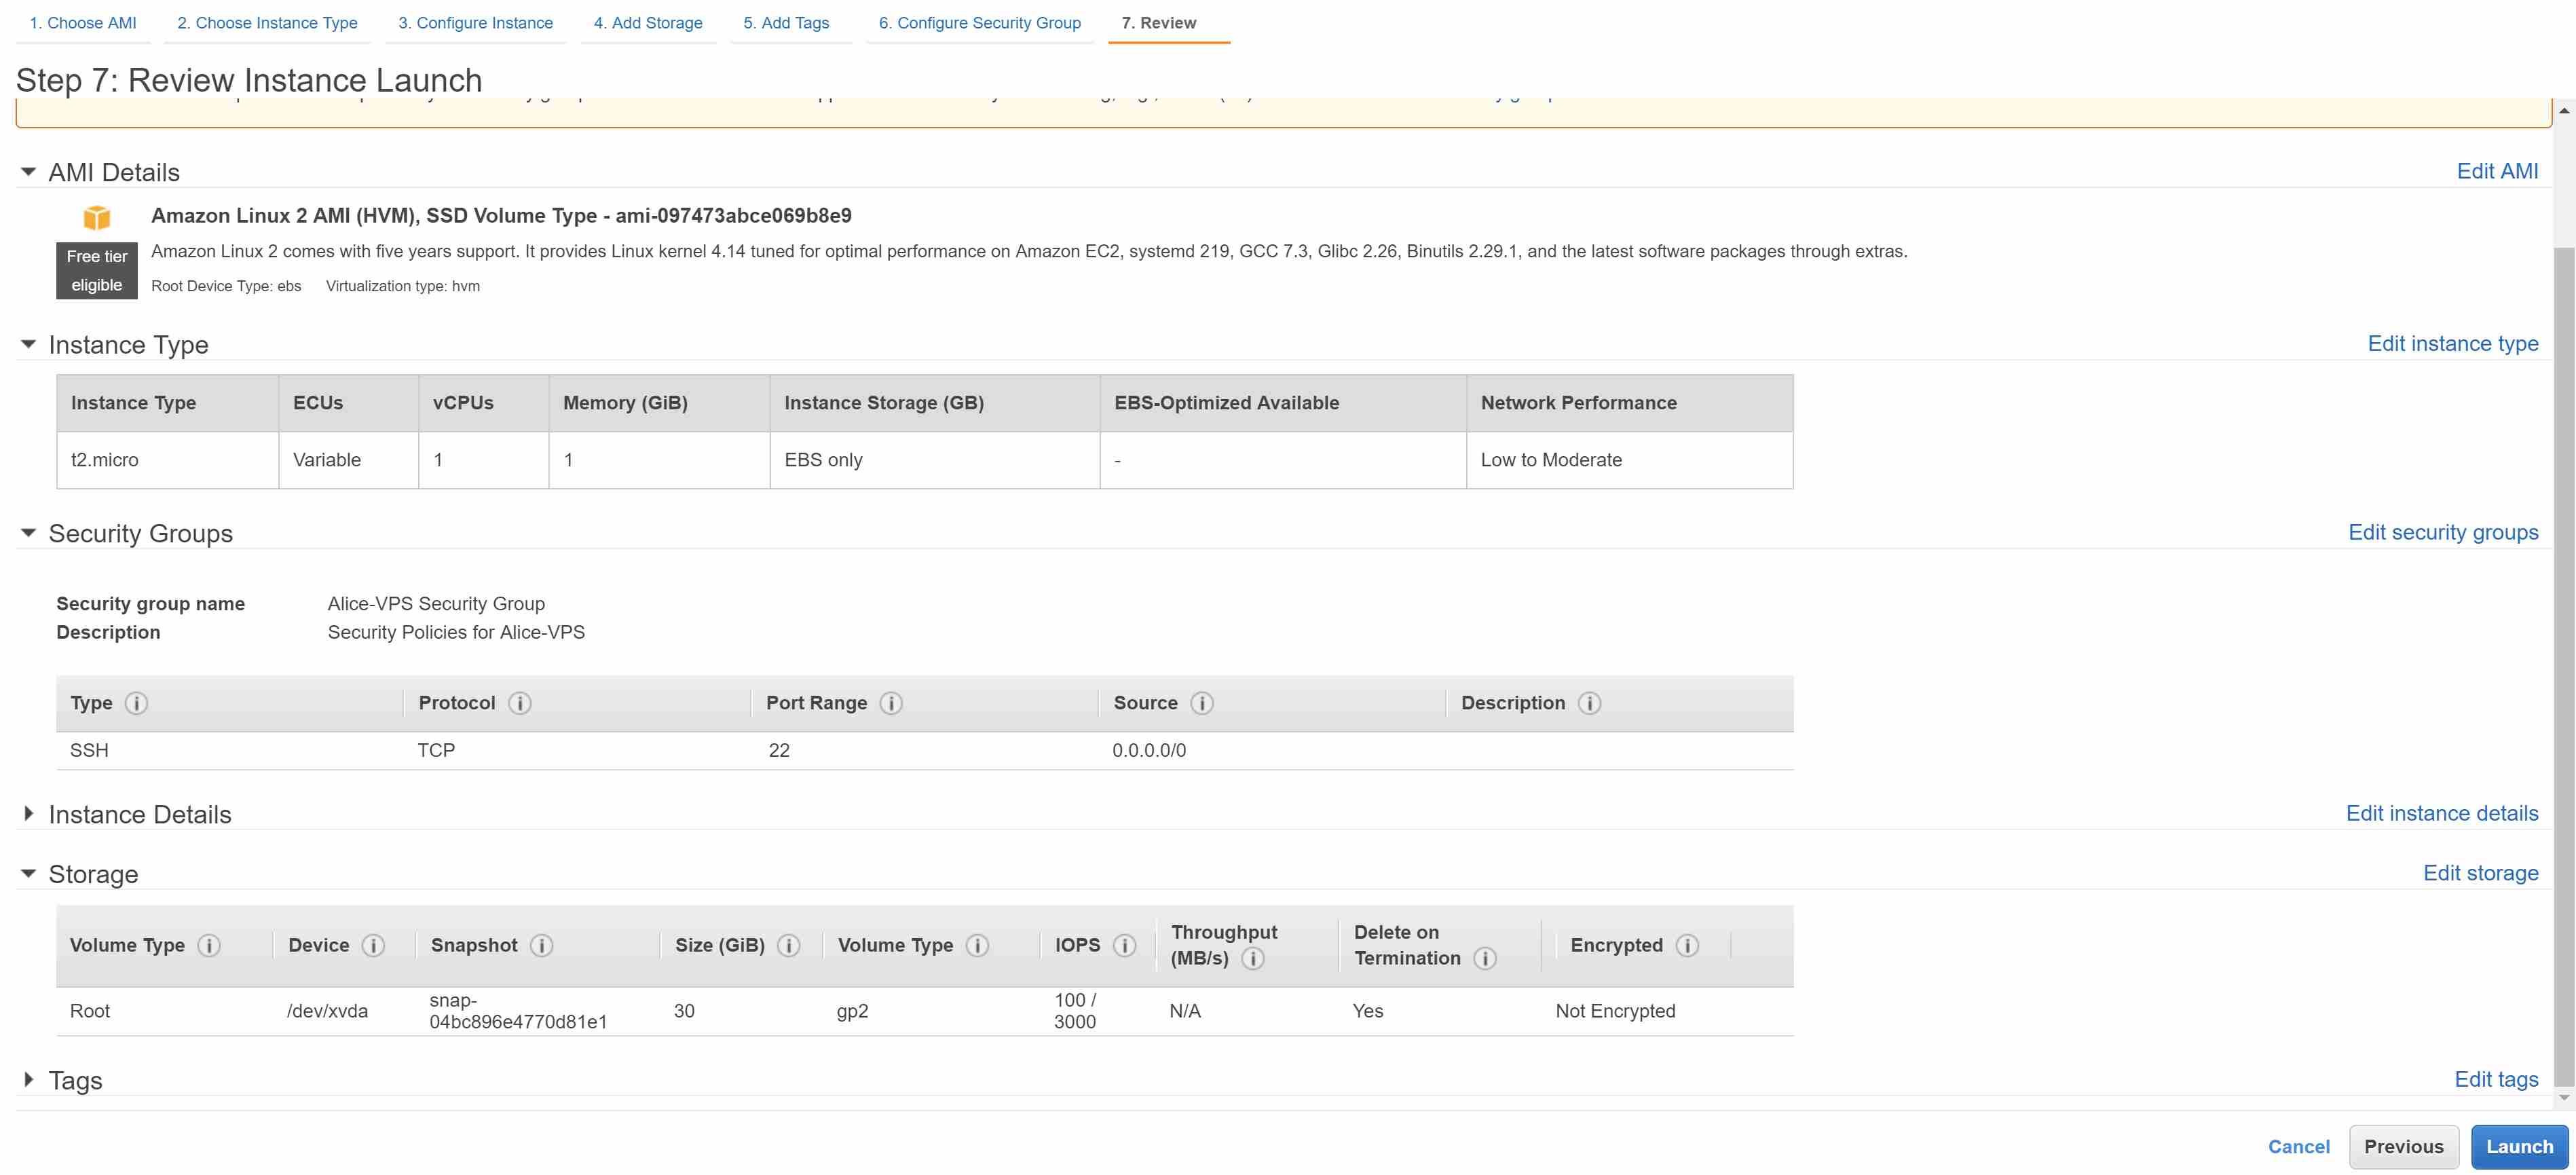 1. Choose AMI 2. Choose Instance Type 3. Configure Instance 4. Add Storage 5. Add Tags 6. Configure Security Group 7. Review
Step 7: Review Instance Launch
AMI Details Edit AMI
Amazon Linux 2 AMI (HVM), SSD Volume Type - ami-097473abce069b8e9
Free tier eligible
Amazon Linux 2 comes with five years support. It provides Linux kernel 4.14 tuned for optimal performance on Amazon EC2, systemd 219, GCC 7.3, Glibc 2.26, Binutils 2.29.1, and the latest software packages through extras.
Root Device Type: ebs Virtualization type: hvm
Instance Type Edit instance type
Instance Type ECUs vCPUs Memory (GiB) Instance Storage (GB) EBS-Optimized Available Network Performance
t2.micro Variable 1 1 EBS only - Low to Moderate
Security Groups Edit security groups
Security group name Alice-VPS Security Group
Description Security Policies for Alice-VPS
Type i Protocol i Port Range i Source i Description i
SSH TCP 22 0.0.0.0/0
Instance Details Edit instance details
Storage Edit storage
Volume Type i Device i Snapshot i Size (GiB) i Volume Type i IOPS i Throughput (MB/s) i Delete on Termination i Encrypted i
Root /dev/xvda snap-04bc896e4770d81e1 30 gp2 100 / 3000 N/A Yes Not Encrypted
Tags Edit tags
Cancel Previous Launch